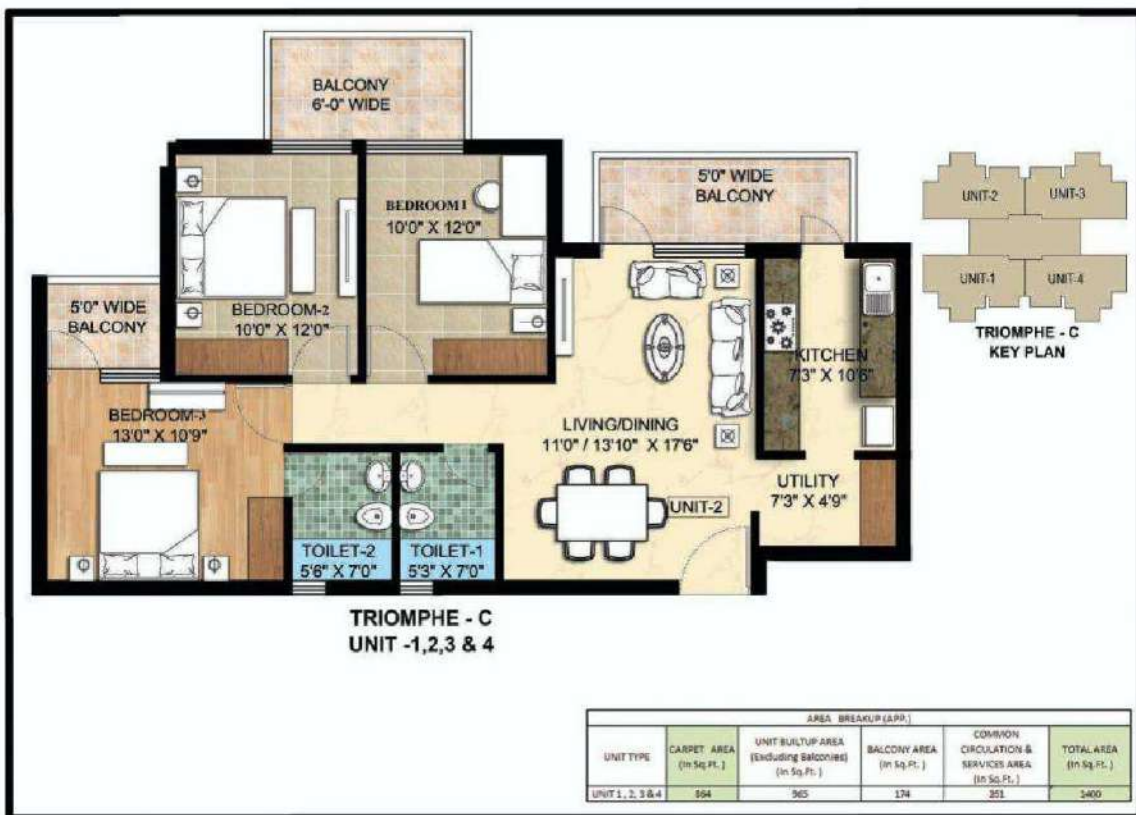 BALCONY
6'-0" WIDE
5'0" WIDE
BALCONY
BEDROOM1
10'0" X 12'0"
BEDROOM-2
10'0" X 12'0"
5'0" WIDE
BALCONY
BEDROOM-3
13'0" X 10'9"
KITCHEN
7'3" X 10'6"
LIVING/DINING
11'0" / 13'10" X 17'6"
UNIT-2
UTILITY
7'3" X 4'9"
TOILET-2
5'6" X 7'0"
TOILET-1
5'3" X 7'0"
UNIT-2 UNIT-3
UNIT-1 UNIT-4
TRIOMPHE - C
KEY PLAN
TRIOMPHE - C
UNIT -1,2,3 & 4
AREA BREAKUP (APP.)
UNIT TYPE
CARPET AREA
(In Sq.Ft. )
UNIT BUILTUP AREA
(Excluding Balconies)
(In Sq.Ft. )
BALCONY AREA
(In Sq.Ft. )
COMMON
CIRCULATION &
SERVICES AREA
(In Sq.Ft. )
TOTAL AREA
(In Sq.Ft. )
UNIT 1, 2, 3 & 4 965 174 1400